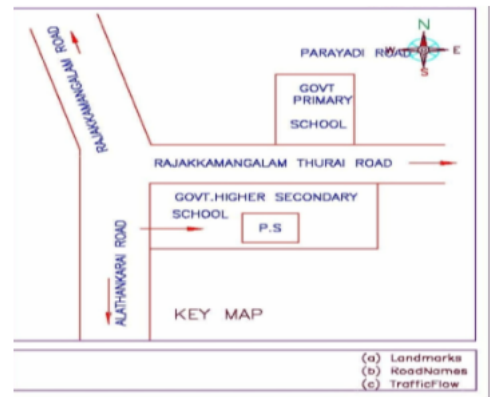 N
PARAYADI ROAD
W
E
S
RAJAKKAMANGALAM ROAD
GOVT
PRIMARY
SCHOOL
RAJAKKAMANGALAM THURAI ROAD
GOVT.HIGHER SECONDARY
SCHOOL
P.S
ALATHANKARAI ROAD
KEY MAP
(a) Landmarks
(b) RoadNames
(c) TrafficFlow